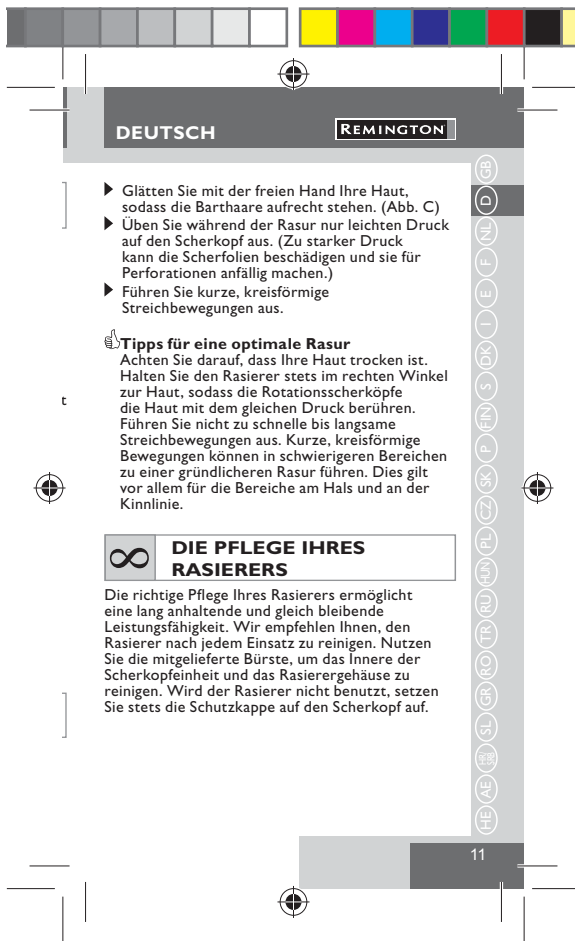 DEUTSCH
REMINGTON
Glätten Sie mit der freien Hand Ihre Haut,
sodass die Barthaare aufrecht stehen. (Abb. C)
Üben Sie während der Rasur nur leichten Druck
auf den Scherkopf aus. (Zu starker Druck
kann die Scherfolien beschädigen und sie für
Perforationen anfällig machen.)
Führen Sie kurze, kreisförmige
Streichbewegungen aus.
Tipps für eine optimale Rasur
Achten Sie darauf, dass Ihre Haut trocken ist.
Halten Sie den Rasierer stets im rechten Winkel
zur Haut, sodass die Rotationsscherköpfe
die Haut mit dem gleichen Druck berühren.
Führen Sie nicht zu schnelle bis langsame
Streichbewegungen aus. Kurze, kreisförmige
Bewegungen können in schwierigeren Bereichen
zu einer gründlicheren Rasur führen. Dies gilt
vor allem für die Bereiche am Hals und an der
Kinnlinie.
t
DIE PFLEGE IHRES
RASIERERS
Die richtige Pflege Ihres Rasierers ermöglicht
eine lang anhaltende und gleich bleibende
Leistungsfähigkeit. Wir empfehlen Ihnen, den
Rasierer nach jedem Einsatz zu reinigen. Nutzen
Sie die mitgelieferte Bürste, um das Innere der
Scherkopfeinheit und das Rasierergehäuse zu
reinigen. Wird der Rasierer nicht benutzt, setzen
Sie stets die Schutzkappe auf den Scherkopf auf.
GB
D
NL
F
E
I
DK
S
FIN
P
SK
CZ
PL
HUN
RU
TR
RO
GR
SL
HR/
SRB
AE
HE
11